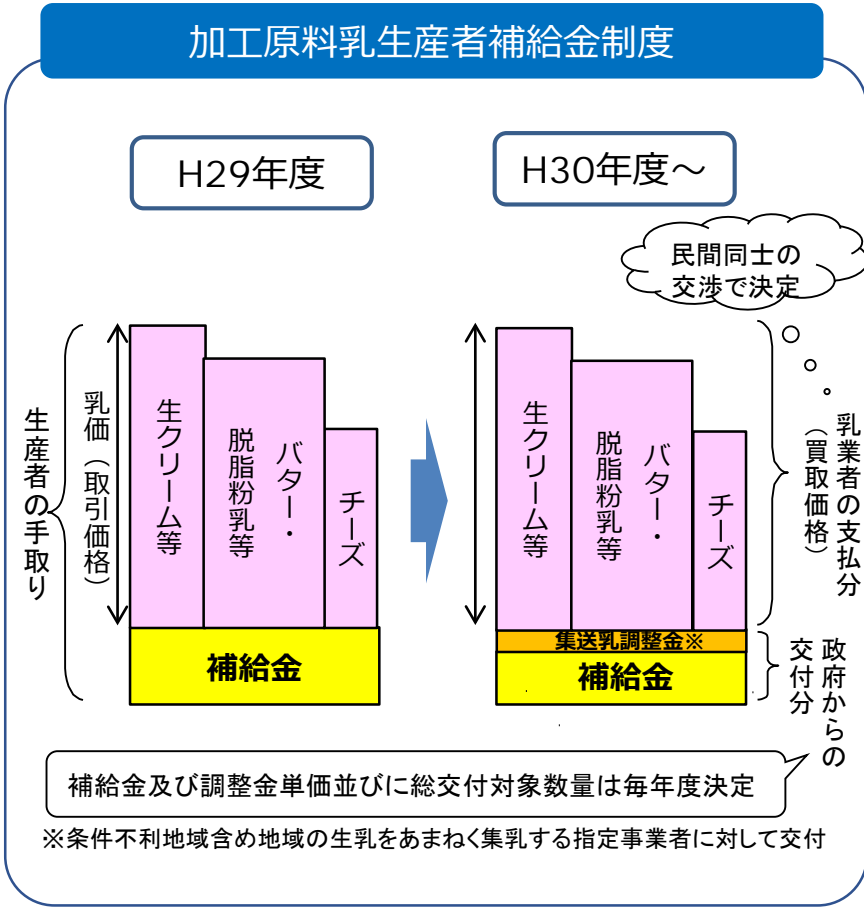 加工原料乳生産者補給金制度
H29年度
H30年度～
民間同士の
交渉で決定
生産者の手取り
乳価（取引価格）
生クリーム等
バター・
脱脂粉乳等
チーズ
補給金
生クリーム等
バター・
脱脂粉乳等
チーズ
集送乳調整金※
補給金
乳業者の支払分
（買取価格）
政府からの
交付分
補給金及び調整金単価並びに総交付対象数量は毎年度決定
※条件不利地域含め地域の生乳をあまねく集乳する指定事業者に対して交付